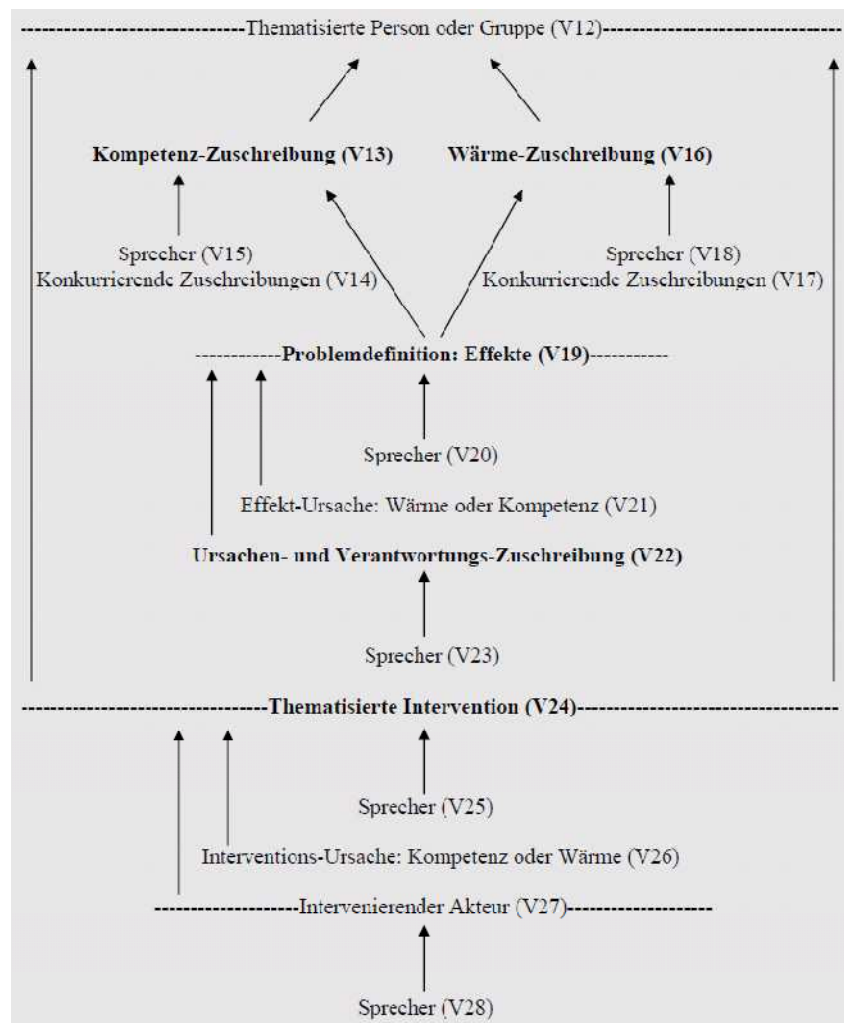 Thematisierte Person oder Gruppe (V12)
Kompetenz-Zuschreibung (V13) Wärme-Zuschreibung (V16)
Sprecher (V15) Sprecher (V18)
Konkurrierende Zuschreibungen (V14) Konkurrierende Zuschreibungen (V17)
Problemdefinition: Effekte (V19)
Sprecher (V20)
Effekt-Ursache: Wärme oder Kompetenz (V21)
Ursachen- und Verantwortungs-Zuschreibung (V22)
Sprecher (V23)
Thematisierte Intervention (V24)
Sprecher (V25)
Interventions-Ursache: Kompetenz oder Wärme (V26)
Intervenierender Akteur (V27)
Sprecher (V28)